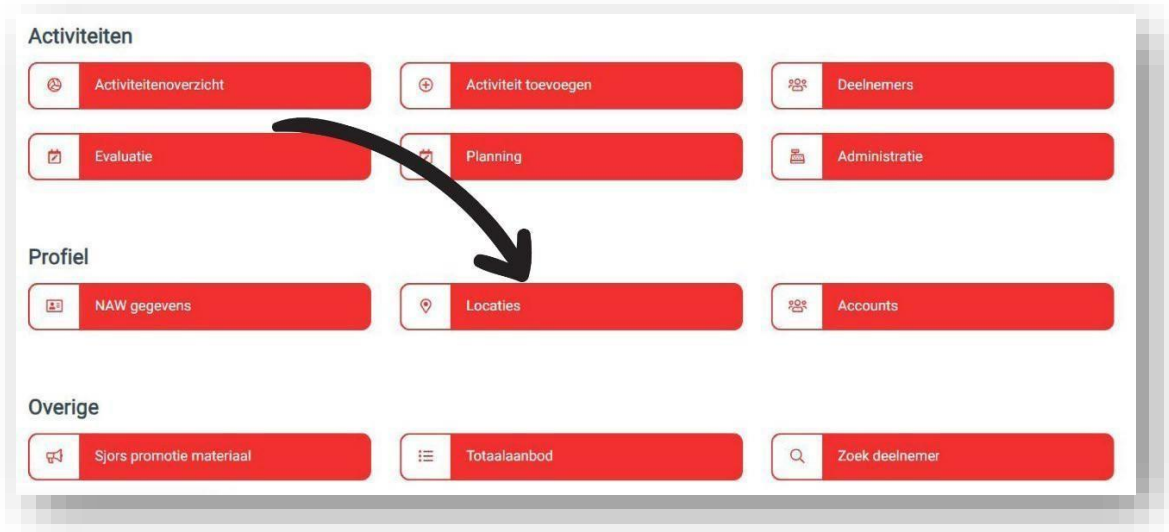 Activiteiten
Activiteitenoverzicht
Activiteit toevoegen
Deelnemers
Evaluatie
Planning
Administratie
Profiel
NAW gegevens
Locaties
Accounts
Overige
Sjors promotie materiaal
Totaalaanbod
Zoek deelnemer